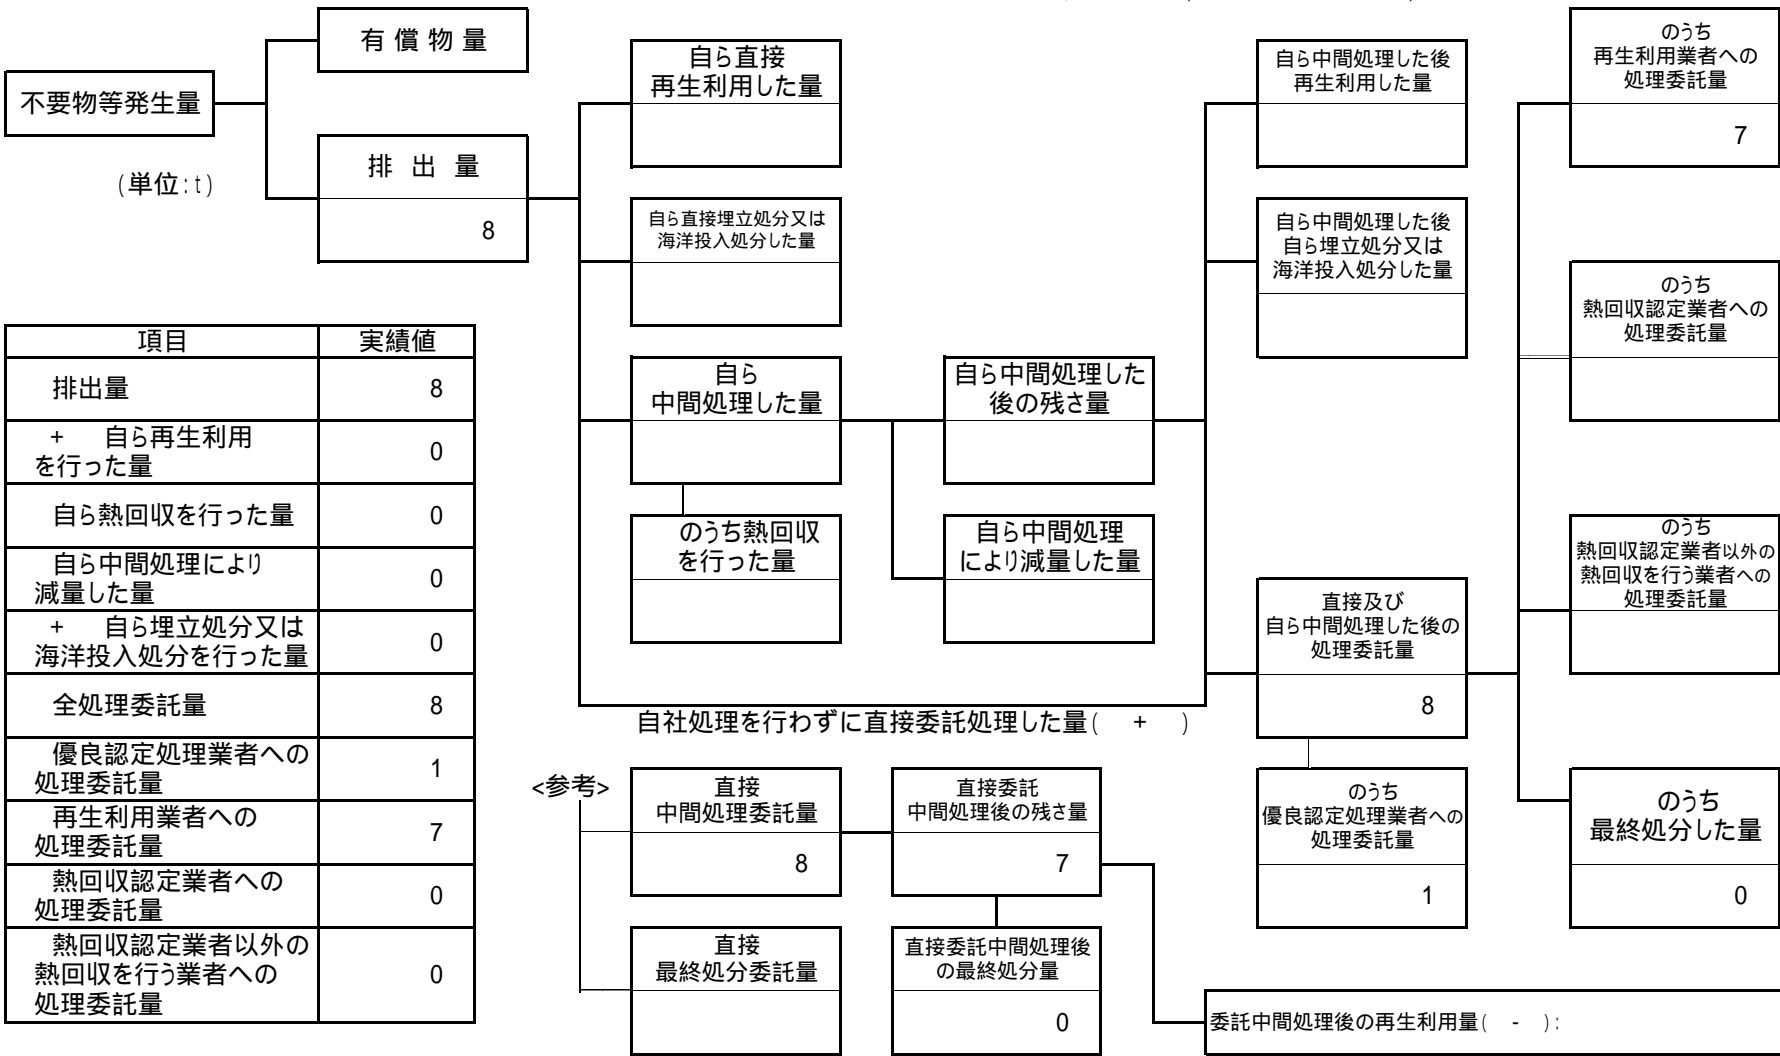 有償物量
不要物等発生量
(単位:t)
排出量
8
自ら直接
再生利用した量
自ら直接埋立処分又は
海洋投入処分した量
自ら
中間処理した量
のうち熱回収
を行った量
自ら中間処理した
後の残さ量
自ら中間処理
により減量した量
自ら中間処理した後
再生利用した量
自ら中間処理した後
自ら埋立処分又は
海洋投入処分した量
直接及び
自ら中間処理した後の
処理委託量
8
のうち
優良認定処理業者への
処理委託量
1
のうち
再生利用業者への
処理委託量
7
のうち
熱回収認定業者への
処理委託量
のうち
熱回収認定業者以外の
熱回収を行う業者への
処理委託量
のうち
最終処分した量
0
項目 実績値
排出量 8
+ 自ら再生利用
を行った量 0
自ら熱回収を行った量 0
自ら中間処理により
減量した量 0
+ 自ら埋立処分又は
海洋投入処分を行った量 0
全処理委託量 8
優良認定処理業者への
処理委託量 1
再生利用業者への
処理委託量 7
熱回収認定業者への
処理委託量 0
熱回収認定業者以外の
熱回収を行う業者への
処理委託量 0
自社処理を行わずに直接委託処理した量( + )
<参考>
直接
中間処理委託量
8
直接委託
中間処理後の残さ量
7
直接
最終処分委託量
直接委託中間処理後
の最終処分量
0
委託中間処理後の再生利用量( - ):